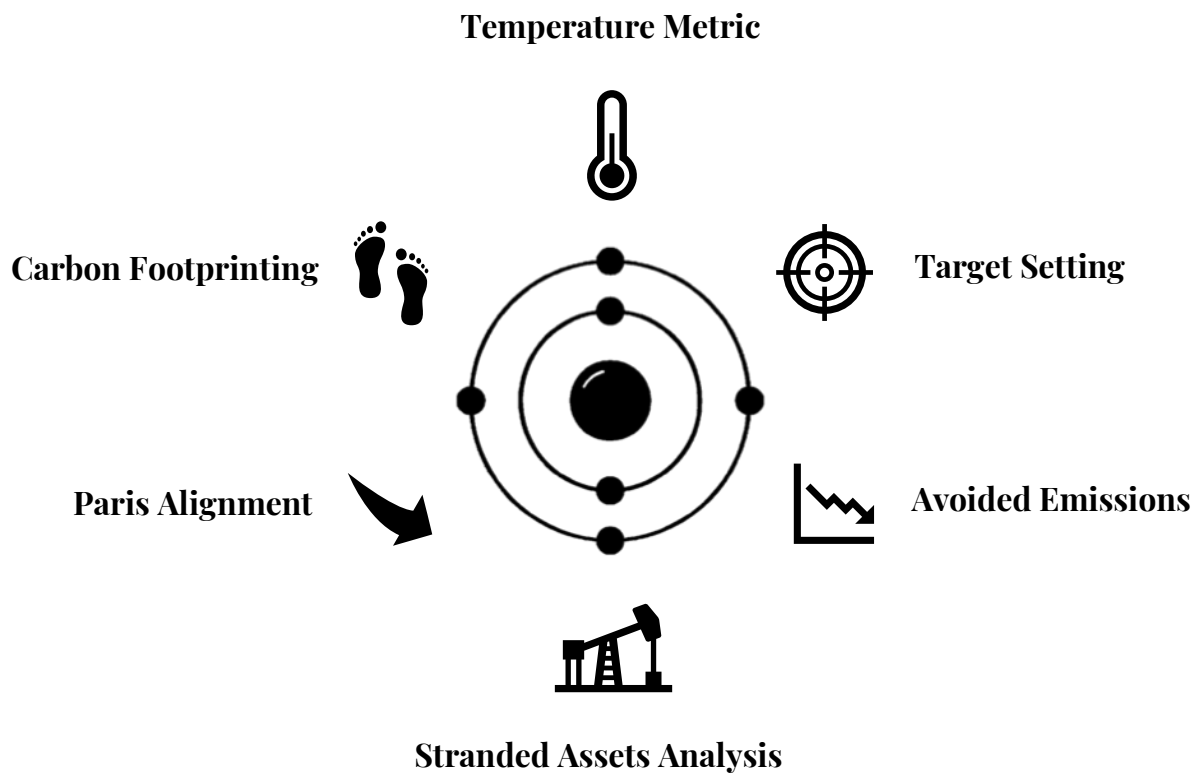 Temperature Metric
Carbon Footprinting
Target Setting
Paris Alignment
Avoided Emissions
Stranded Assets Analysis